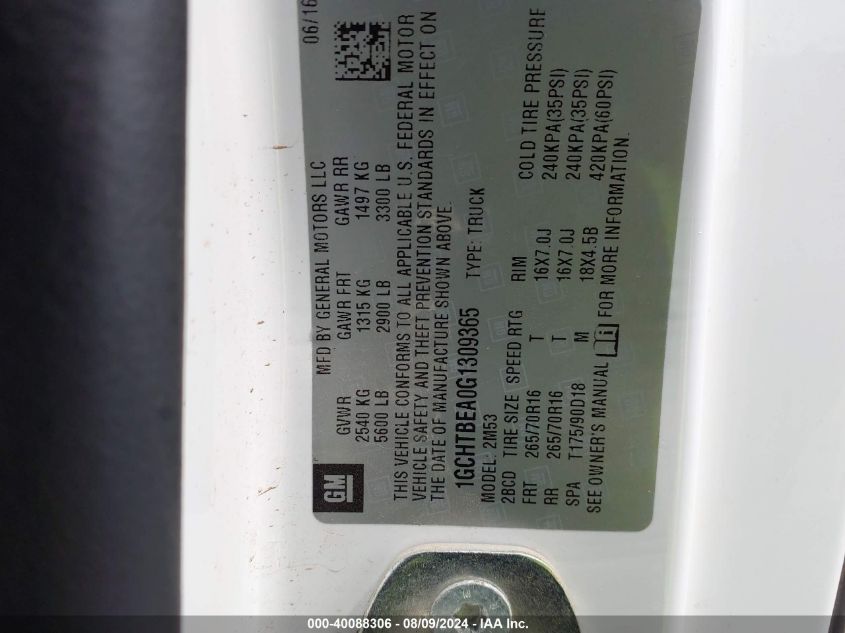 06/16
MFD BY GENERAL MOTORS LLC
GVWR GAWR FRT GAWR RR
2540 KG 1315 KG 1497 KG
5600 LB 2900 LB 3300 LB
THIS VEHICLE CONFORMS TO ALL APPLICABLE U.S. FEDERAL MOTOR
VEHICLE SAFETY AND THEFT PREVENTION STANDARDS IN EFFECT ON
THE DATE OF MANUFACTURE SHOWN ABOVE.
1GCHTBEA0G1309365 TYPE: TRUCK
MODEL: 2M53
2BCD TIRE SIZE SPEED RTG RIM COLD TIRE PRESSURE
FRT 265/70R16 T 16X7.0J 240KPA(35PSI)
RR 265/70R16 T 16X7.0J 240KPA(35PSI)
SPA T175/90D18 M 18X4.5B 420KPA(60PSI)
SEE OWNER'S MANUAL FOR MORE INFORMATION.
GM
000-40088306 - 08/09/2024 - IAA Inc.